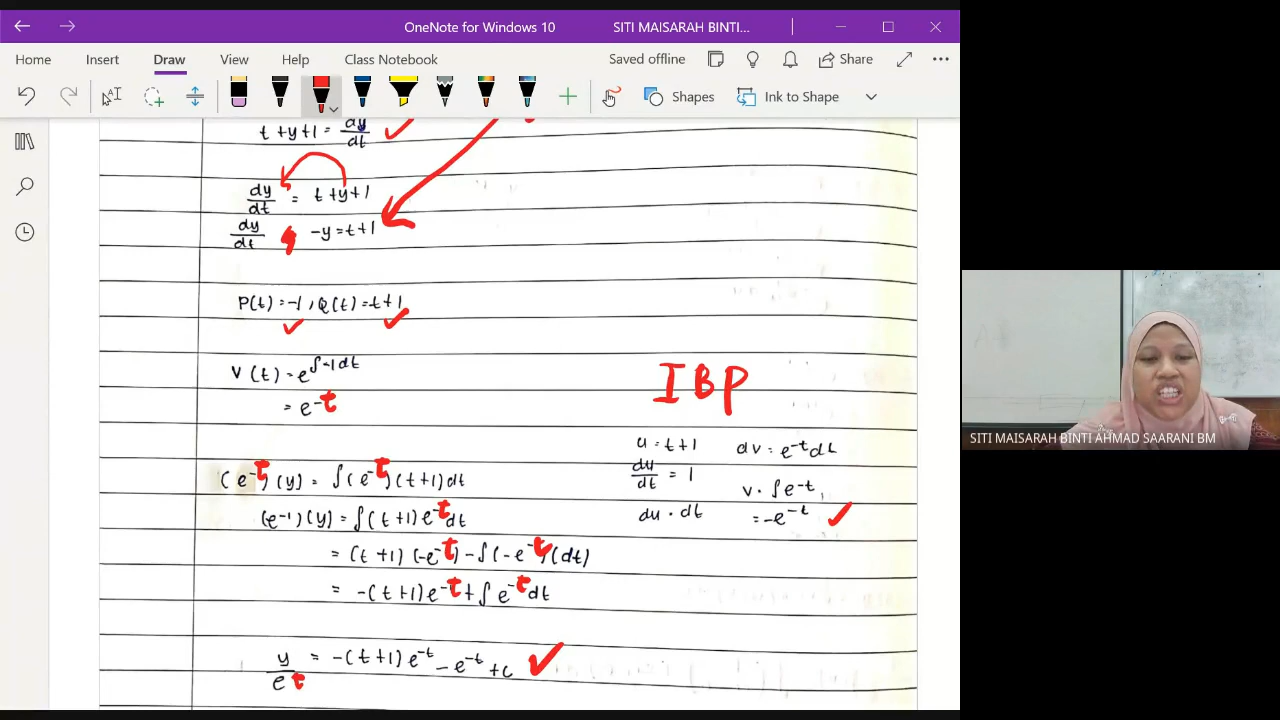 OneNote for Windows 10
SITI MAISARAH BINTI...
Home Insert Draw View Help Class Notebook
Saved offline
Share
Shapes
Ink to Shape
t + y + 1 = dy/dt
dy/dt = t + y + 1
dy/dt - y = t + 1
P(t) = -1, Q(t) = t + 1
V(t) = e^∫-1dt
= e^-t
IBP
u = t + 1
du/dt = 1
du = dt
dv = e^-t dt
v = ∫e^-t
= -e^-t
(e^-t)(y) = ∫(e^-t)(t+1)dt
(e^-1)(y) = ∫(t+1)e^-t dt
= (t+1)(-e^-t) - ∫(-e^-t)(dt)
= -(t+1)e^-t + ∫e^-t dt
y/e^t = -(t+1)e^-t - e^-t + c
SITI MAISARAH BINTI AHMAD SAARANI BM